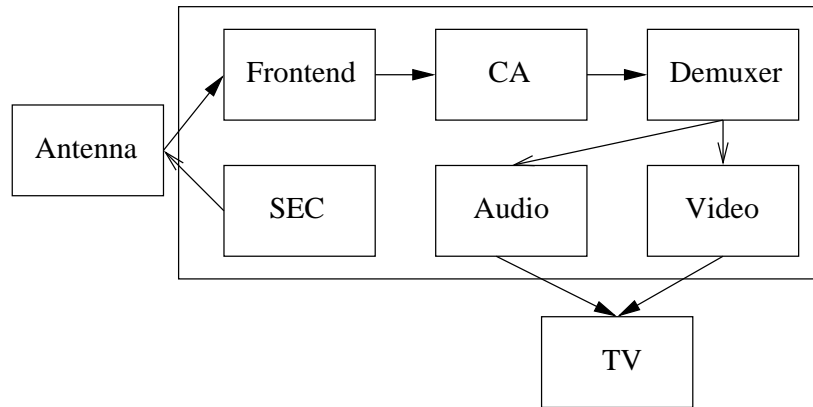 Frontend
CA
Demuxer
Antenna
SEC
Audio
Video
TV